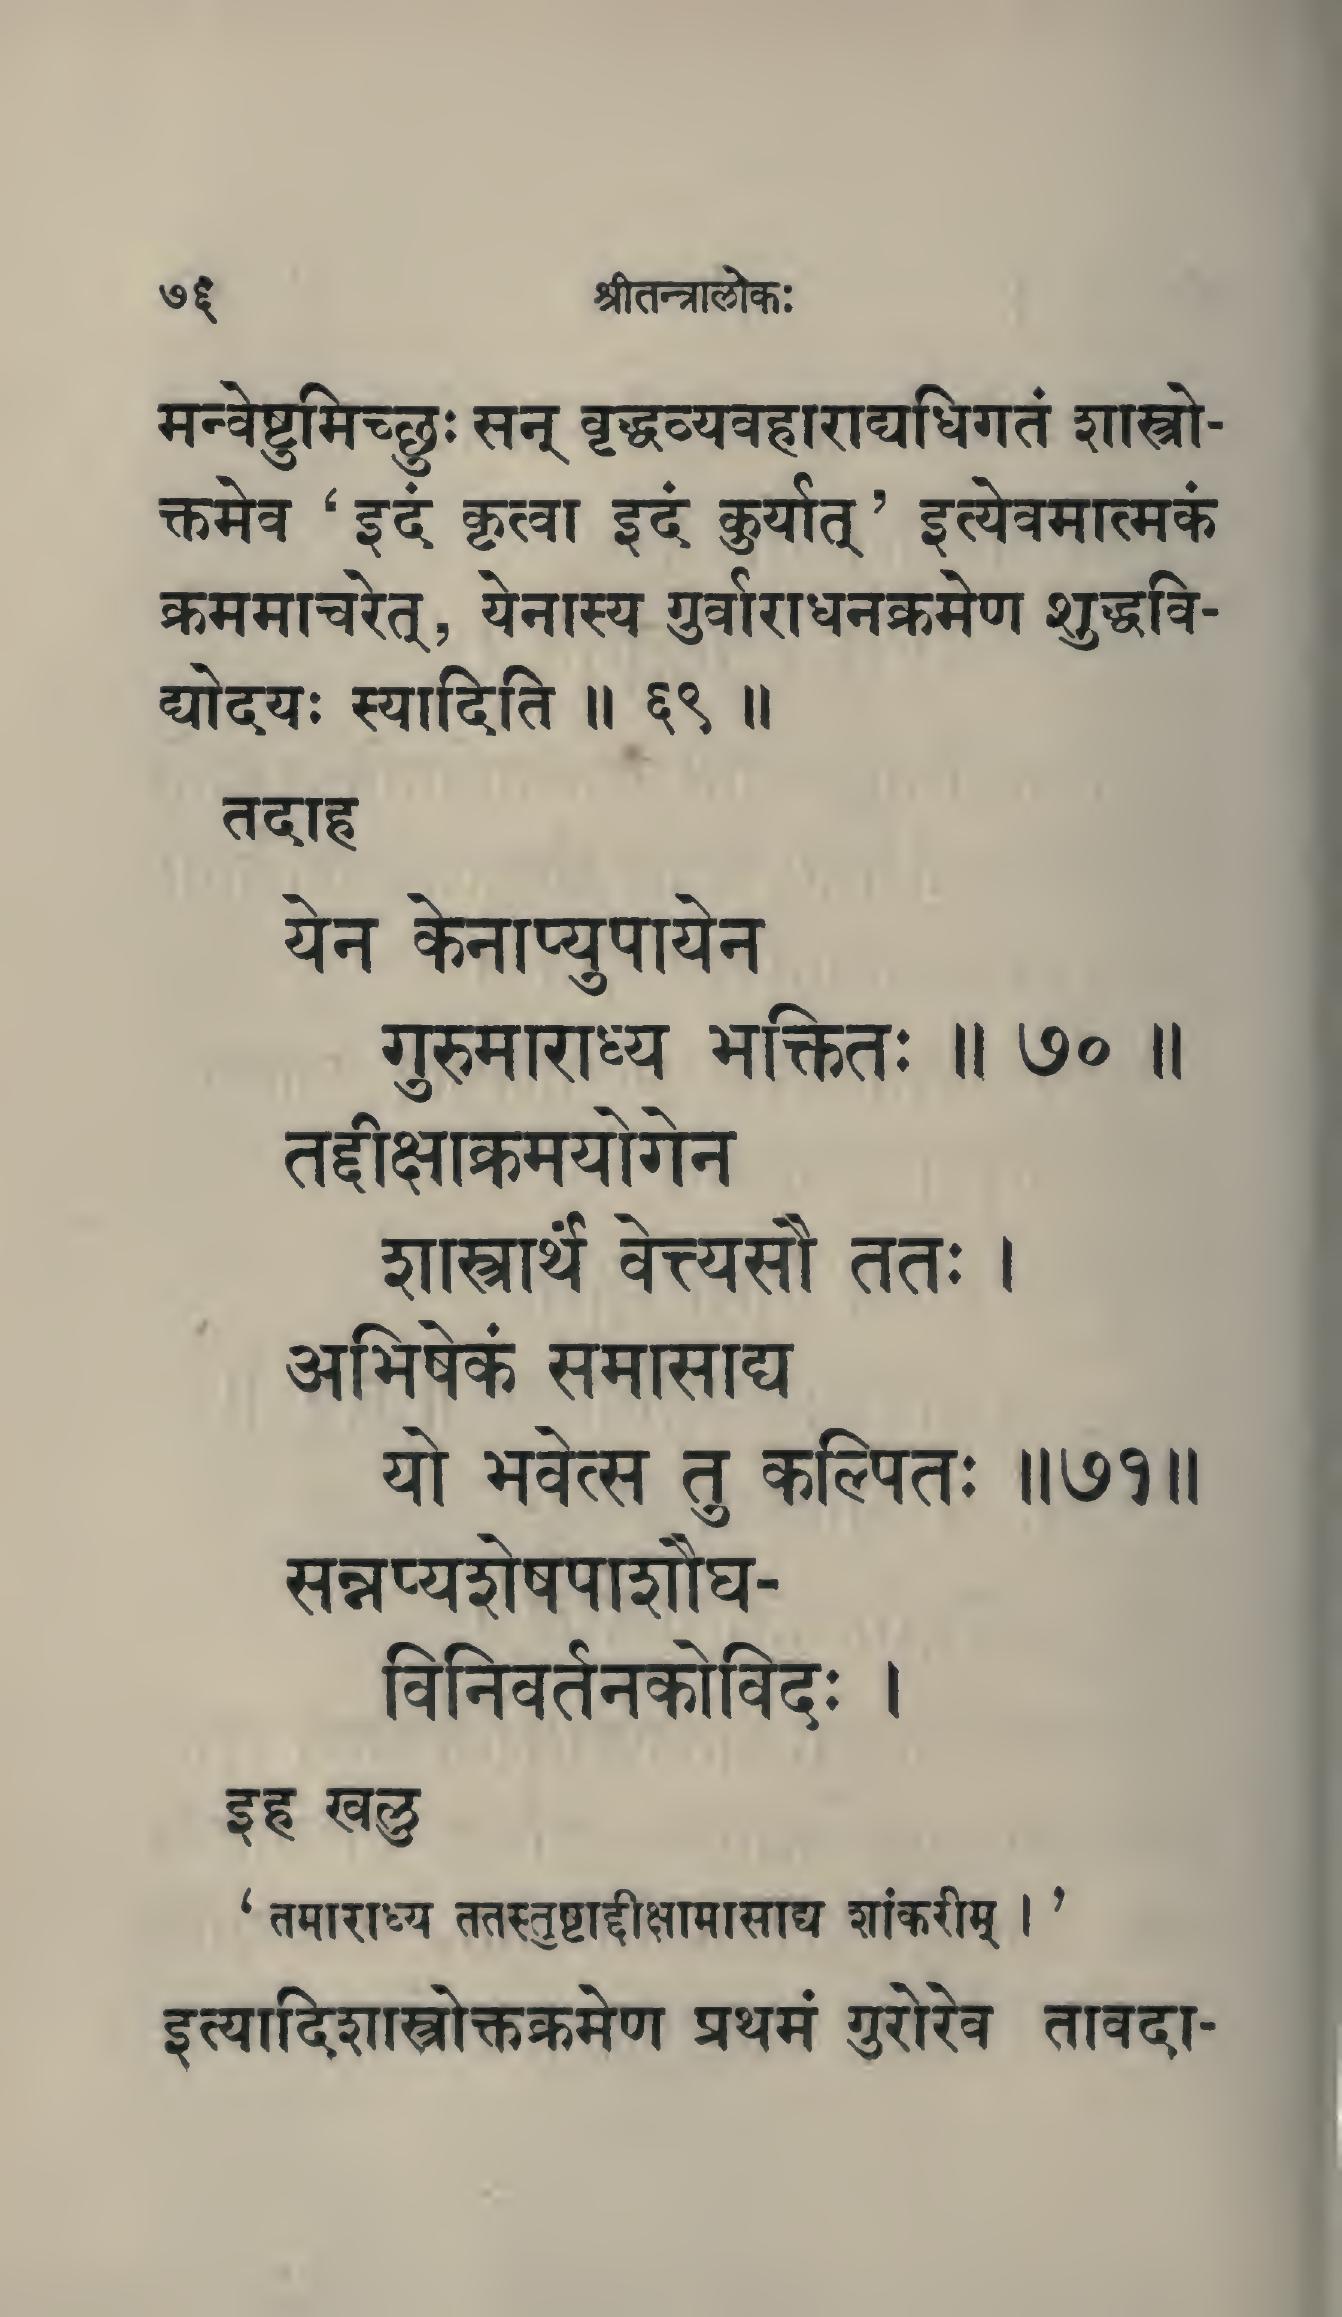 ७६ श्रीतन्त्रालोकः
मन्वेष्टुमिच्छुः सन् वृद्धव्यवहाराद्यधिगतं शास्त्रो-
क्तमेव ‘ इदं कृत्वा इदं कुर्यात् ’ इत्येवमात्मकं
क्रममाचरेत्, येनास्य गुर्वाराधनक्रमेण शुद्धवि-
द्योदयः स्यादिति ॥ ६९ ॥
तदाह
येन केनाप्युपायेन
गुरुमाराध्य भक्तितः ॥ ७० ॥
तद्दीक्षाक्रमयोगेन
शास्त्रार्थं वेत्त्यसौ ततः ।
अभिषेकं समासाद्य
यो भवेत्स तु कल्पितः ॥७१॥
सन्नप्यशेषपाशौघ-
विनिवर्तनकोविदः ।
इह खलु
‘ तमाराध्य ततस्तुष्टाद्दीक्षामासाद्य शांकरीम् । ’
इत्यादिशास्त्रोक्तक्रमेण प्रथमं गुरोरेव तावदा-